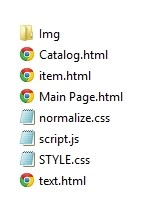 Img
Catalog.html
item.html
Main Page.html
normalize.css
script.js
STYLE.css
text.html